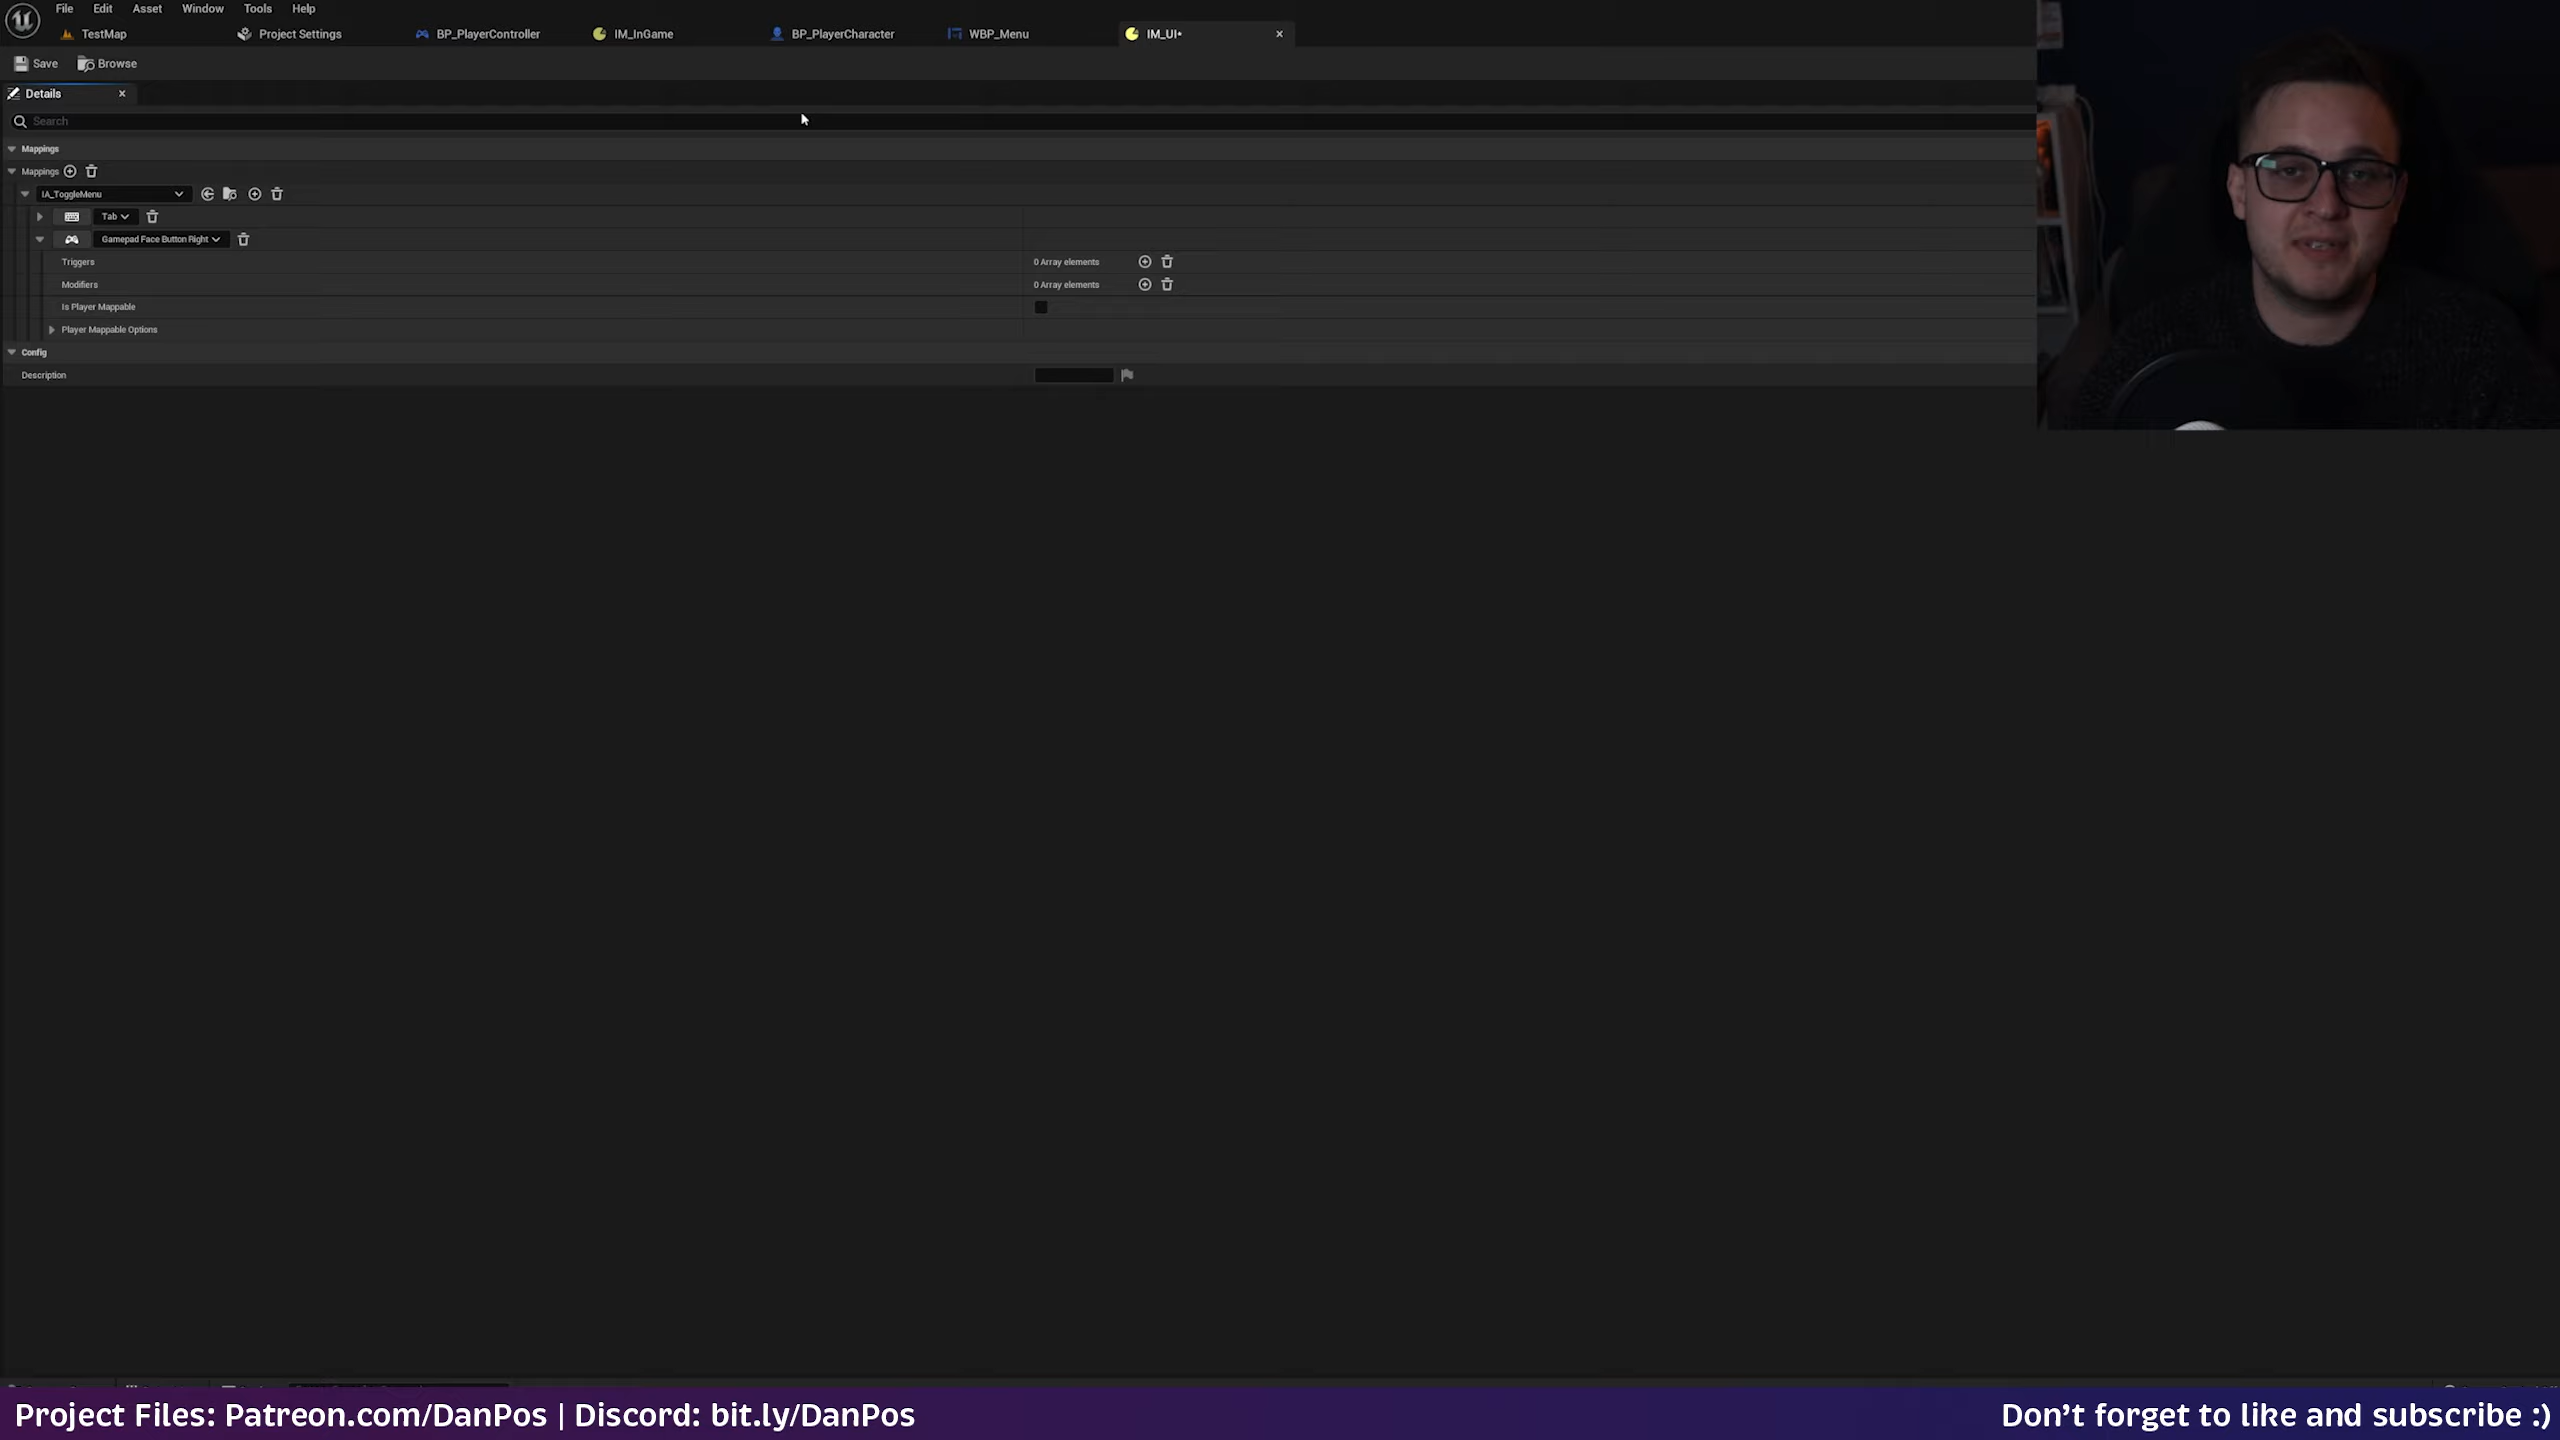 File Edit Asset Window Tools Help
TestMap Project Settings BP_PlayerController IM_InGame BP_PlayerCharacter WBP_Menu IM_UI*
Save Browse
Details
Search
Mappings
Mappings
IA_ToggleMenu
Tab
Gamepad Face Button Right
Triggers 0 Array elements
Modifiers 0 Array elements
Is Player Mappable
Player Mappable Options
Config
Description
Project Files: Patreon.com/DanPos | Discord: bit.ly/DanPos
Don't forget to like and subscribe :)